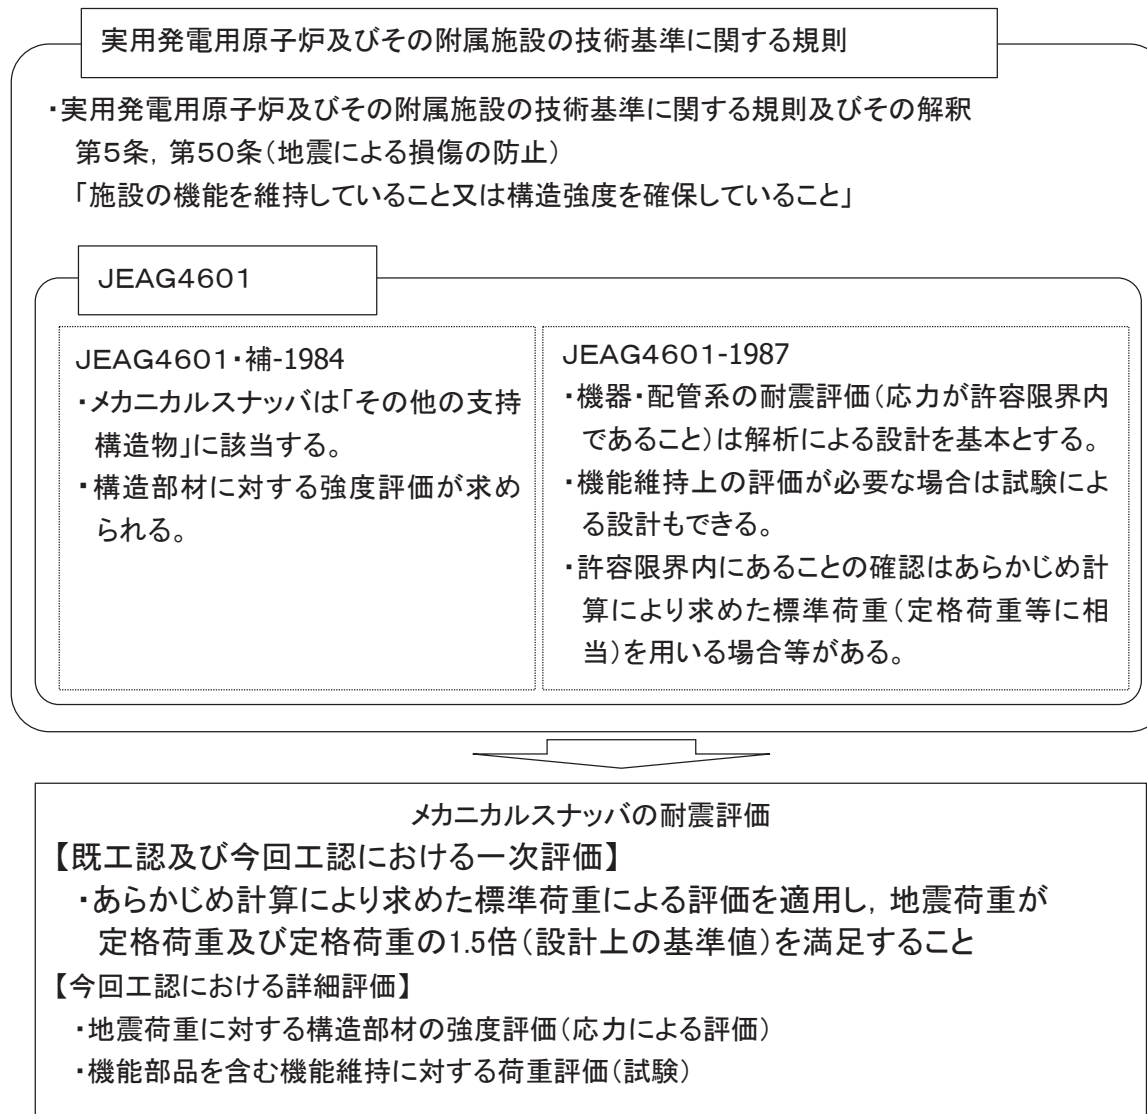 実用発電用原子炉及びその附属施設の技術基準に関する規則
・実用発電用原子炉及びその附属施設の技術基準に関する規則及びその解釈
第5条，第50条（地震による損傷の防止）
「施設の機能を維持していること又は構造強度を確保していること」
JEAG4601
JEAG4601・補-1984
・メカニカルスナッバは「その他の支持
構造物」に該当する。
・構造部材に対する強度評価が求め
られる。
JEAG4601-1987
・機器・配管系の耐震評価（応力が許容限界内
であること）は解析による設計を基本とする。
・機能維持上の評価が必要な場合は試験によ
る設計もできる。
・許容限界内にあることの確認はあらかじめ計
算により求めた標準荷重（定格荷重等に相
当）を用いる場合等がある。
メカニカルスナッバの耐震評価
【既工認及び今回工認における一次評価】
・あらかじめ計算により求めた標準荷重による評価を適用し，地震荷重が
定格荷重及び定格荷重の1.5倍（設計上の基準値）を満足すること
【今回工認における詳細評価】
・地震荷重に対する構造部材の強度評価（応力による評価）
・機能部品を含む機能維持に対する荷重評価（試験）